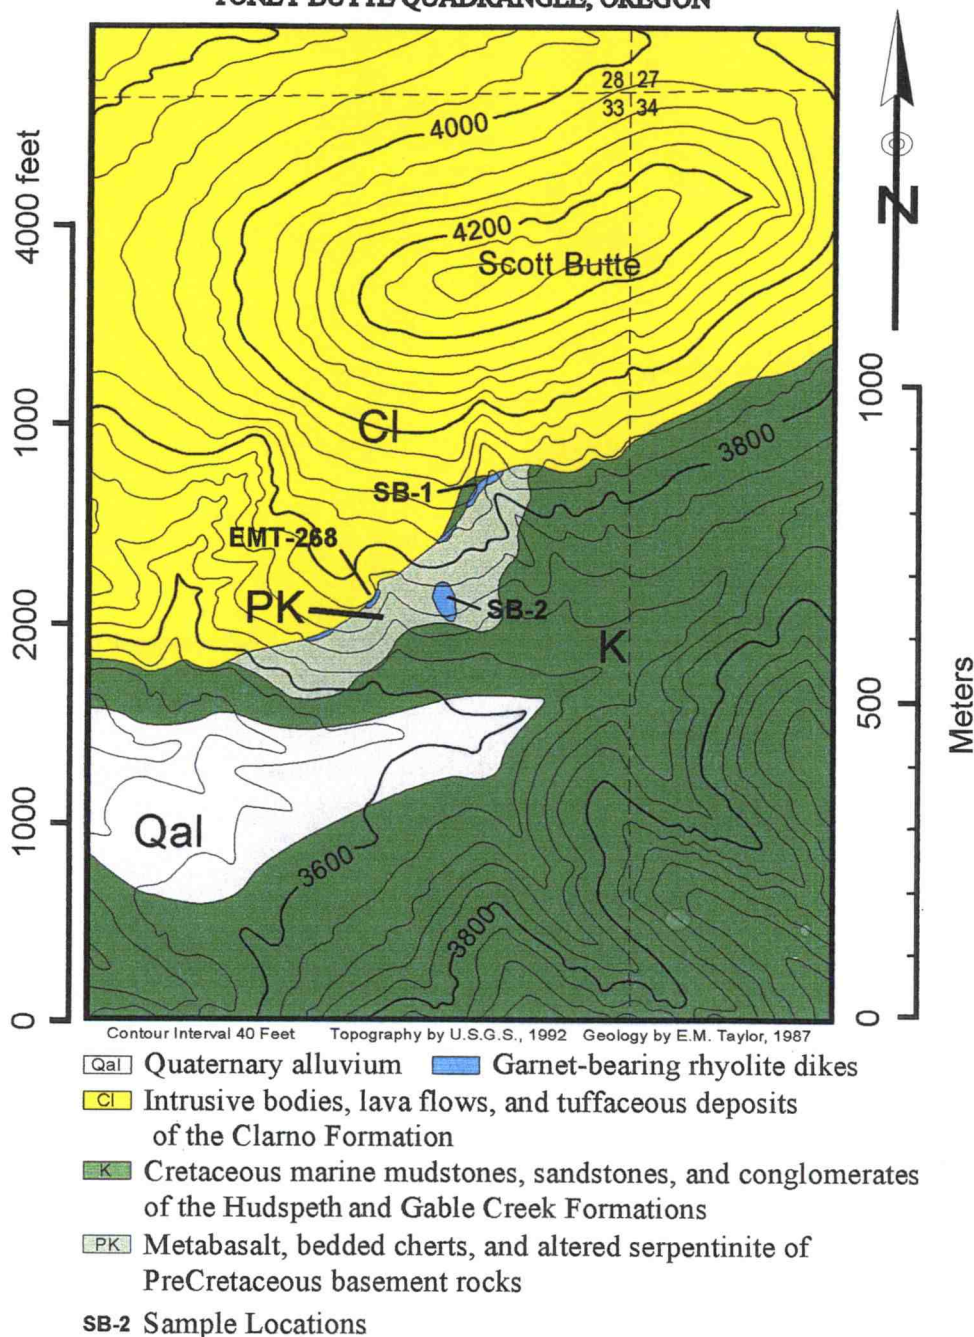 TONEY BUTTE QUADRANGLE, OREGON
28 27
33 34
4000
4200
Scott Butte
N
4000 feet
1000
2000
1000
0
Cl
3800
SB-1
EMT-268
PK
SB-2
K
Qal
3600
3800
1000
500
0
Meters
Contour Interval 40 Feet Topography by U.S.G.S., 1992 Geology by E.M. Taylor, 1987
Qal Quaternary alluvium Garnet-bearing rhyolite dikes
Cl Intrusive bodies, lava flows, and tuffaceous deposits
of the Clarno Formation
K Cretaceous marine mudstones, sandstones, and conglomerates
of the Hudspeth and Gable Creek Formations
PK Metabasalt, bedded cherts, and altered serpentinite of
PreCretaceous basement rocks
SB-2 Sample Locations